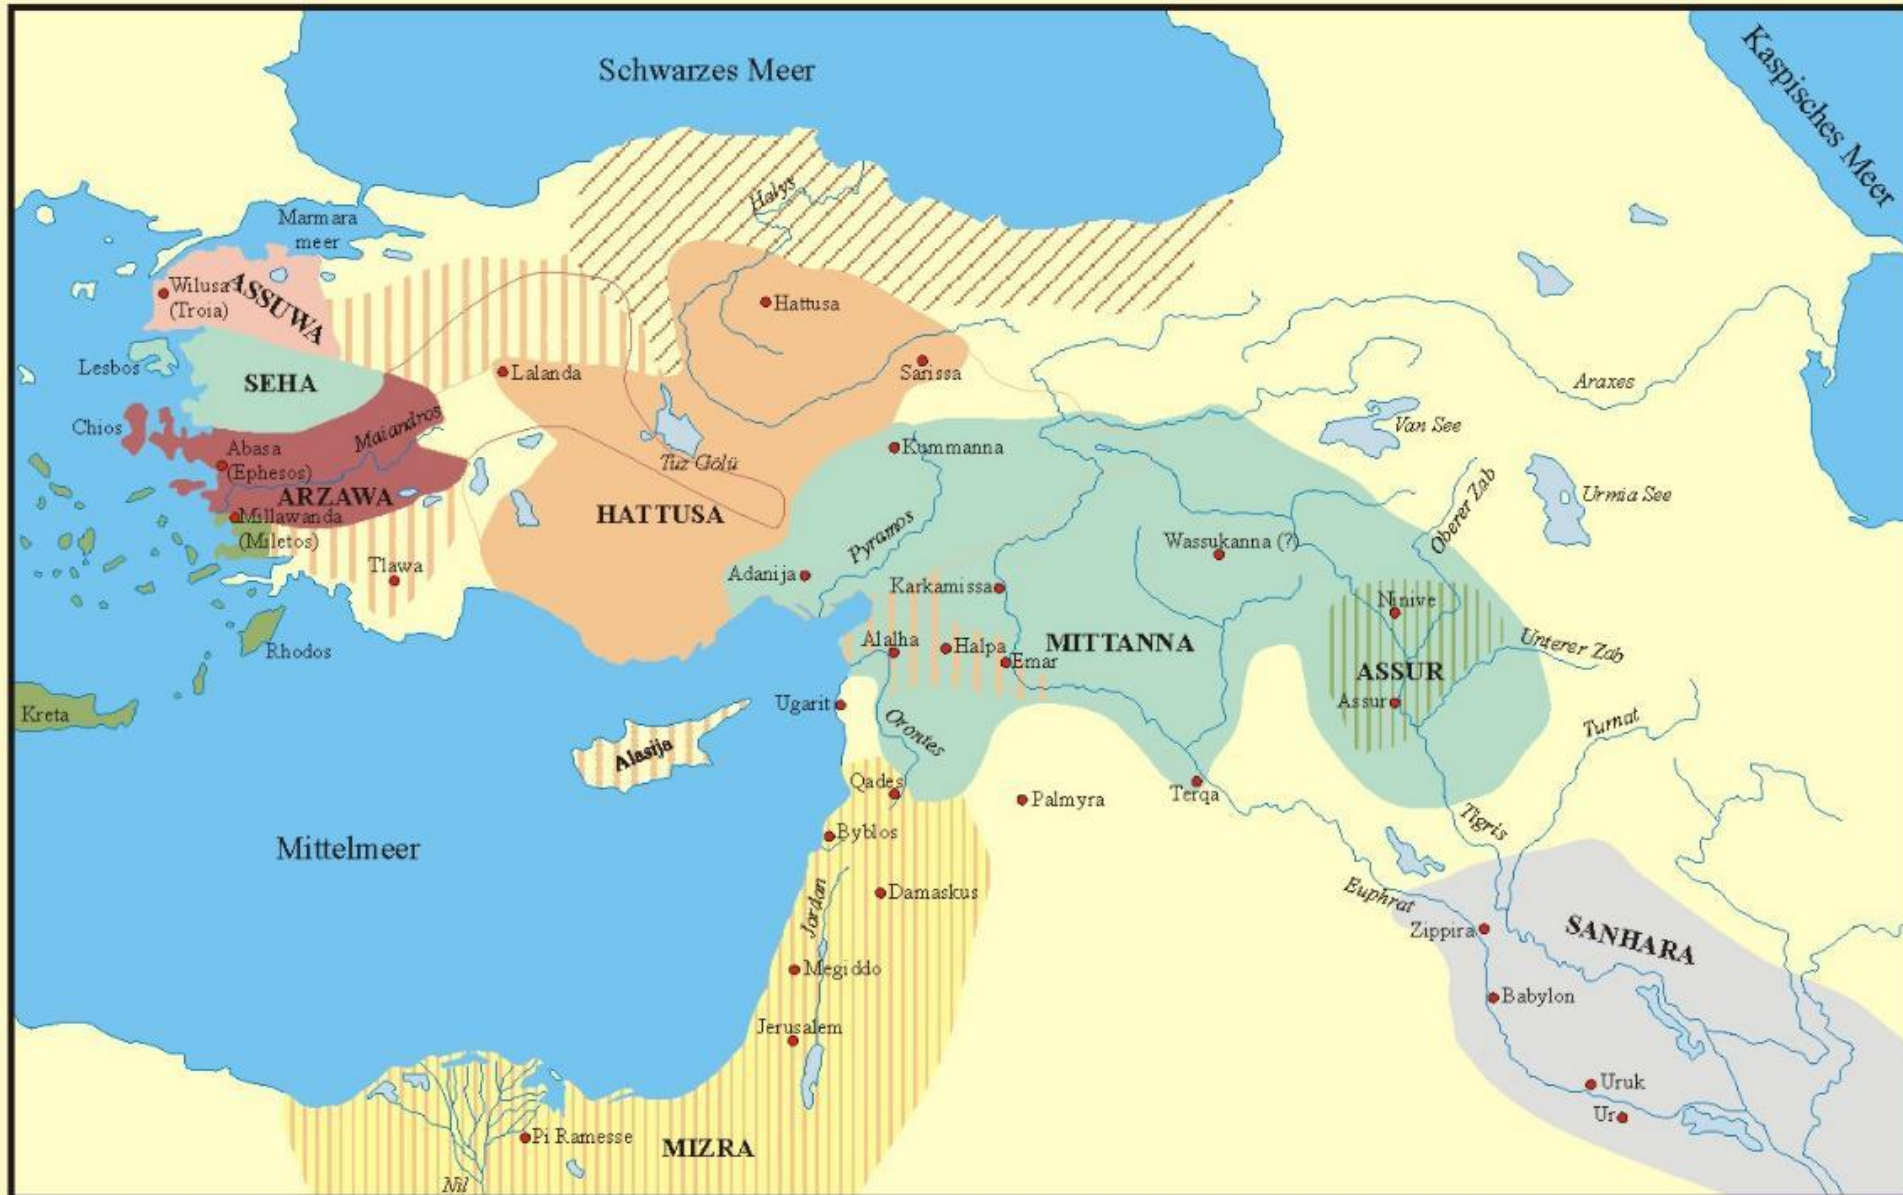 Schwarzes Meer
Kaspisches Meer
Halys
Marmara
meer
Wilusa
(Troia)
ASSUWA
Hattusa
Lesbos
SEHA
Lalanda
Sarissa
Araxes
Chios
Maiandros
Van See
Abasa
(Ephesos)
Kummanna
Tuz Gölü
ARZAWA
HATTUSA
Oberer Zab
Urmia See
Millawanda
(Miletos)
Pyramos
Wassukanna (?)
Tlawa
Adanija
Karkamissa
Ninive
Rhodos
Alalha
Halpa
MITTANNA
Emar
Unterer Zab
ASSUR
Kreta
Ugarit
Assur
Orontes
Turnat
Alasija
Qades
Palmyra
Terqa
Tigris
Mittelmeer
Byblos
Jordan
Damaskus
Euphrat
Zippira
SANHARA
Megiddo
Babylon
Jerusalem
Uruk
Ur
Pi Ramesse
MIZRA
Nil